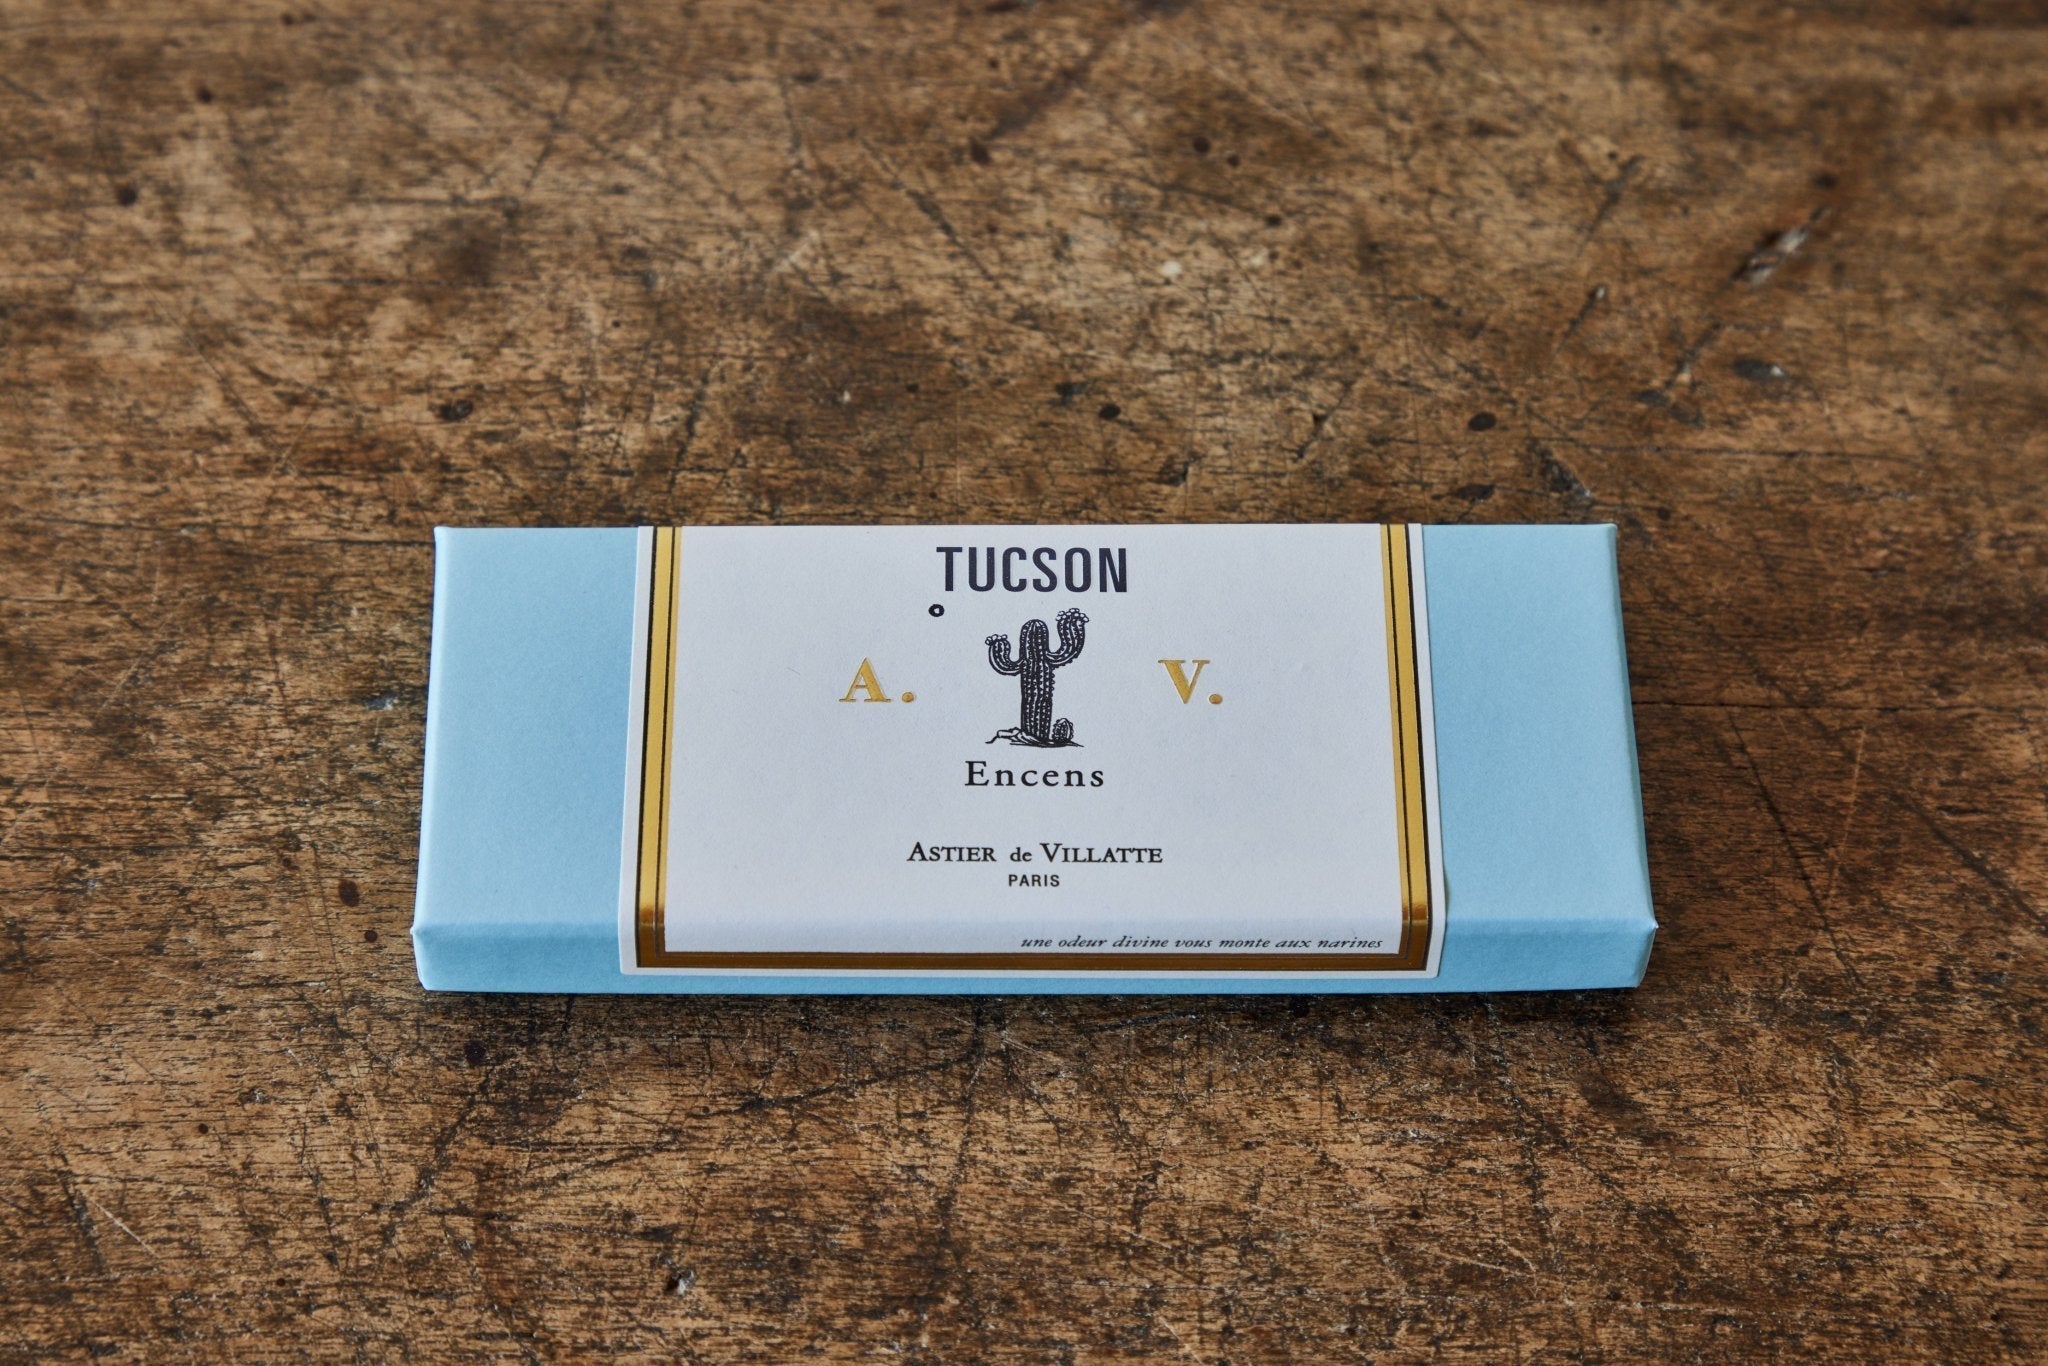 TUCSON
A. V.
Encens
ASTIER de VILLATTE
PARIS
une odeur divine vous monte aux narines